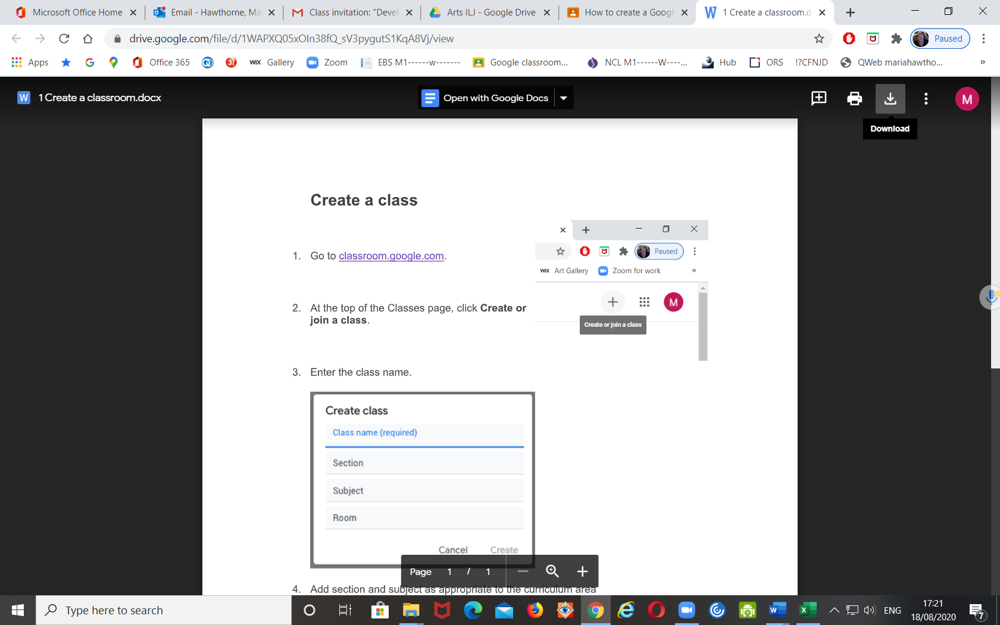 Microsoft Office Home
Email - Hawthorne, Ma
Class invitation: "Devel
Arts ILJ - Google Drive
How to create a Googl
1 Create a classroom.d
drive.google.com/file/d/1WAPXQ05xOIn38fQ_sV3pygutS1KqA8Vj/view
Paused
Apps
Office 365
31
WIX Gallery
Zoom
EBS M1------w-------
Google classroom...
NCL M1------W----...
Hub
ORS
!?CFNJD
QWeb mariahawtho...
»
W 1 Create a classroom.docx
Open with Google Docs
M
Download
Create a class
Paused
1. Go to classroom.google.com.
WIX Art Gallery
Zoom for work
»
M
2. At the top of the Classes page, click Create or
join a class.
Create or join a class
3. Enter the class name.
Create class
Class name (required)
Section
Subject
Room
Cancel Create
Page 1 / 1
4. Add section and subject as appropriate to the curriculum area
Type here to search
ENG
17:21
18/08/2020
7